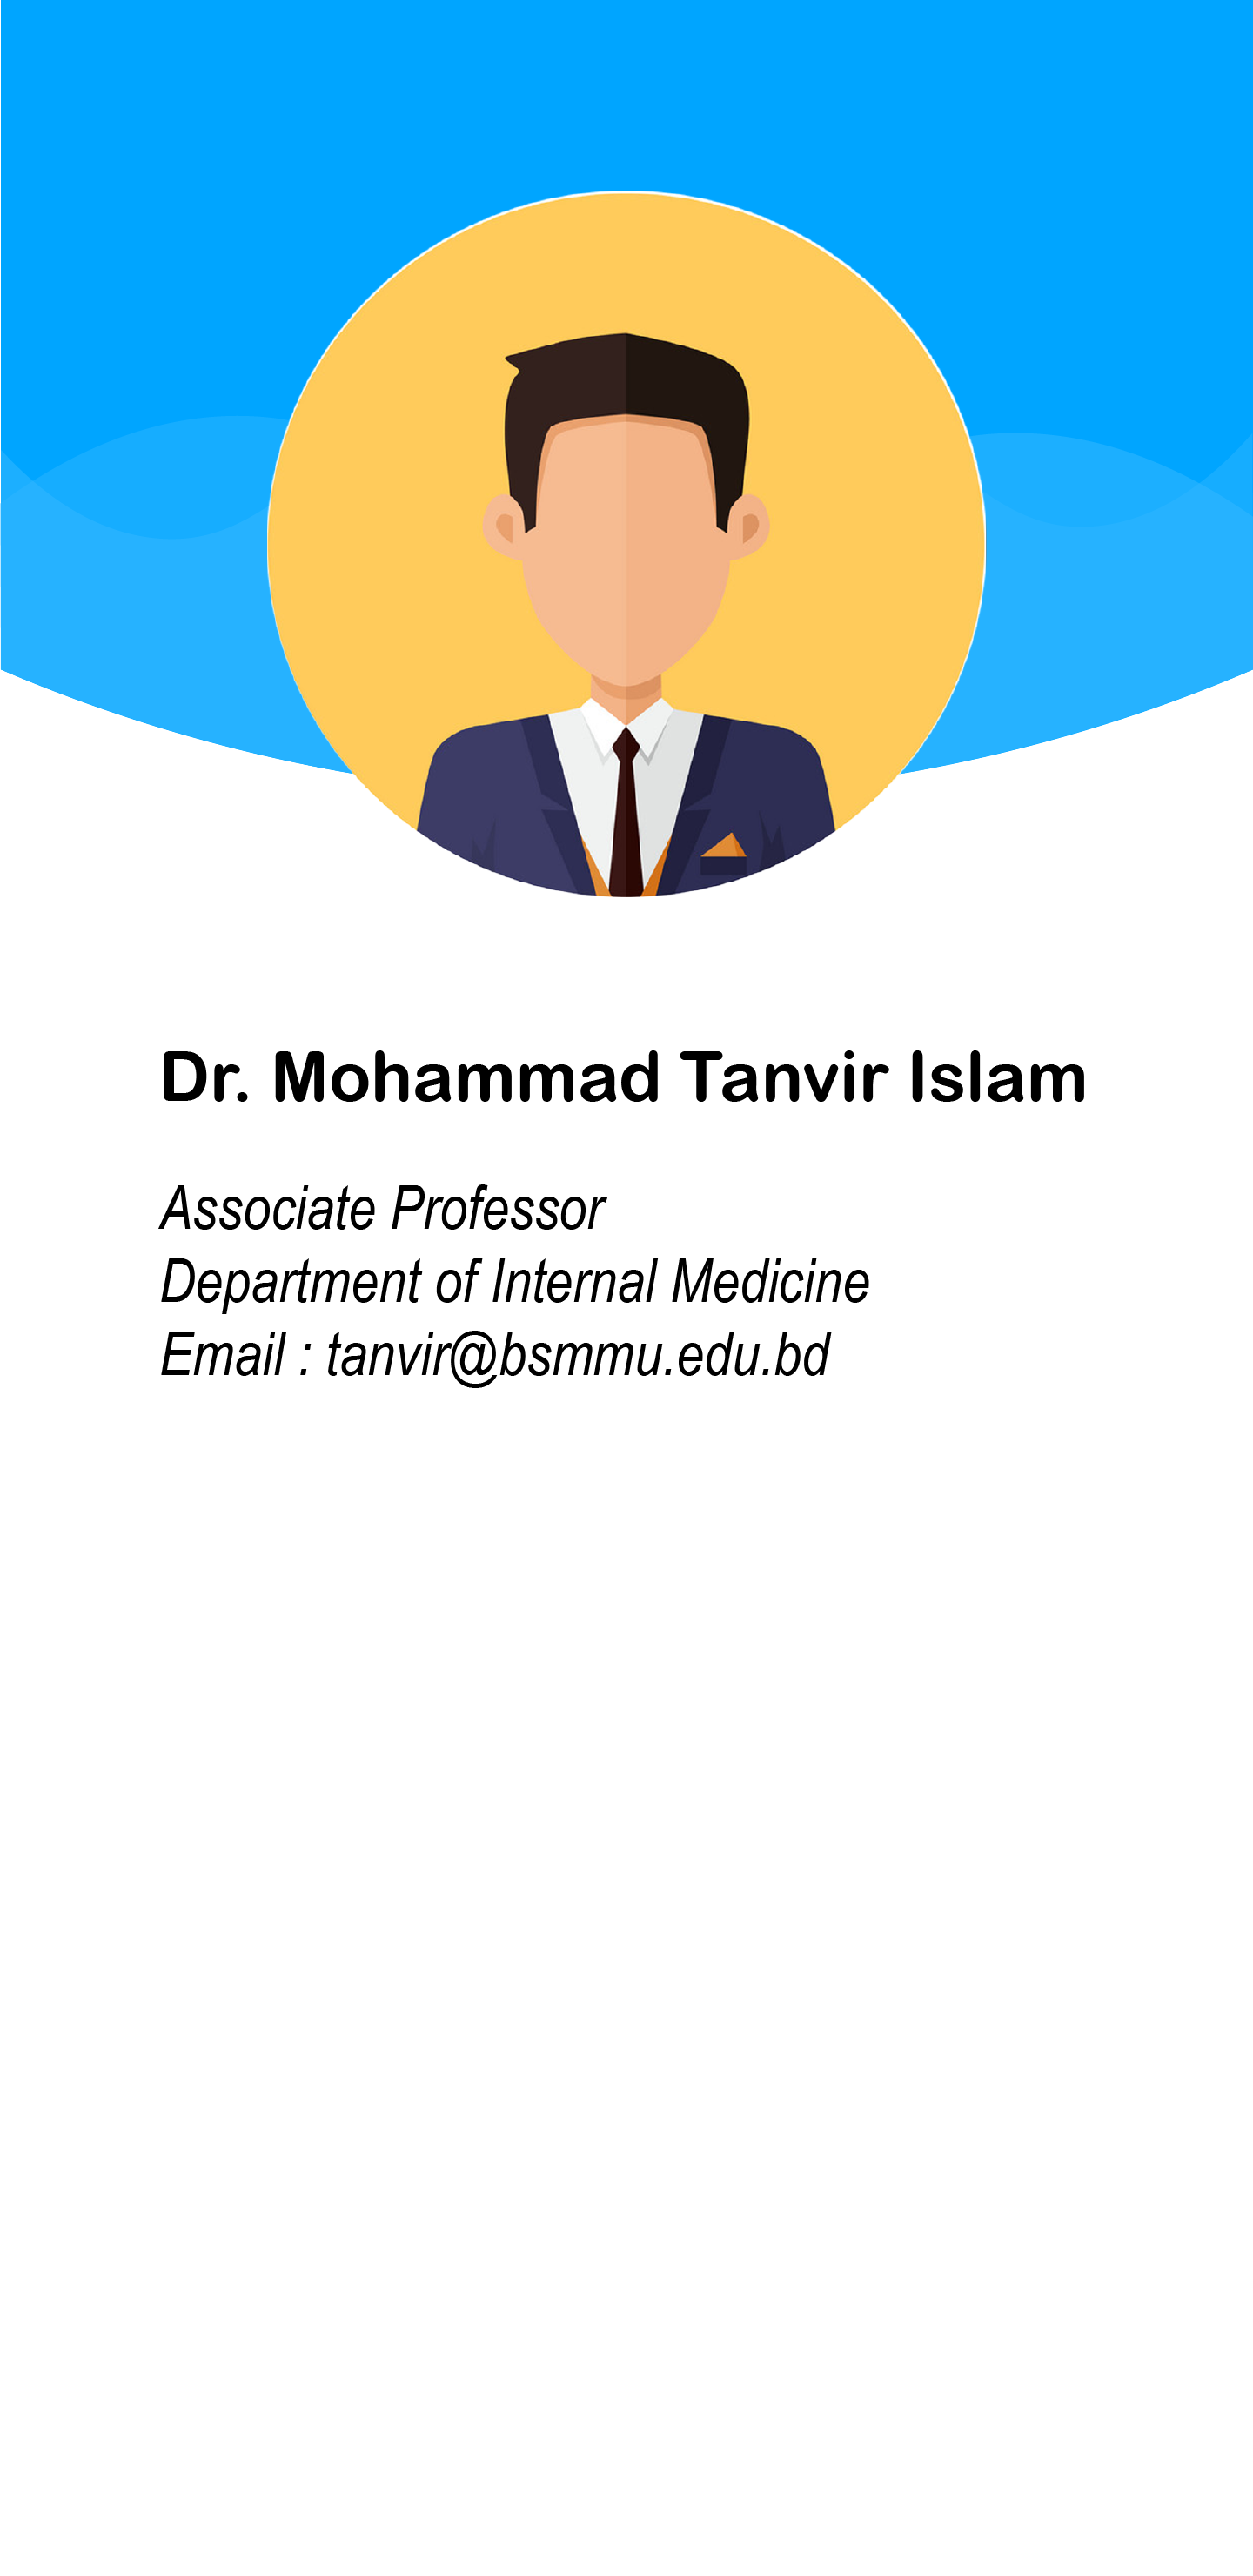 Dr. Mohammad Tanvir Islam
Associate Professor
Department of Internal Medicine
Email : tanvir@bsmmu.edu.bd